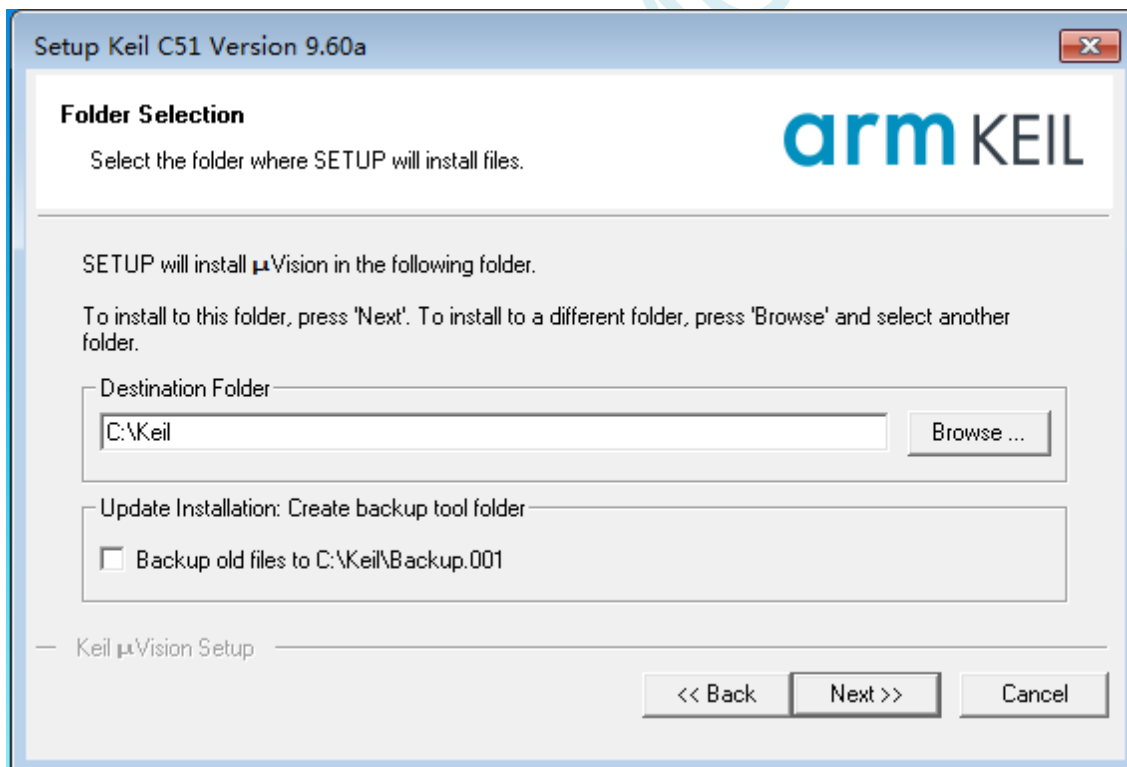 Setup Keil C51 Version 9.60a
Folder Selection
Select the folder where SETUP will install files.
arm KEIL
SETUP will install µVision in the following folder.
To install to this folder, press 'Next'. To install to a different folder, press 'Browse' and select another
folder.
Destination Folder
C:\Keil
Browse ...
Update Installation: Create backup tool folder
Backup old files to C:\Keil\Backup.001
Keil µVision Setup
<< Back
Next >>
Cancel